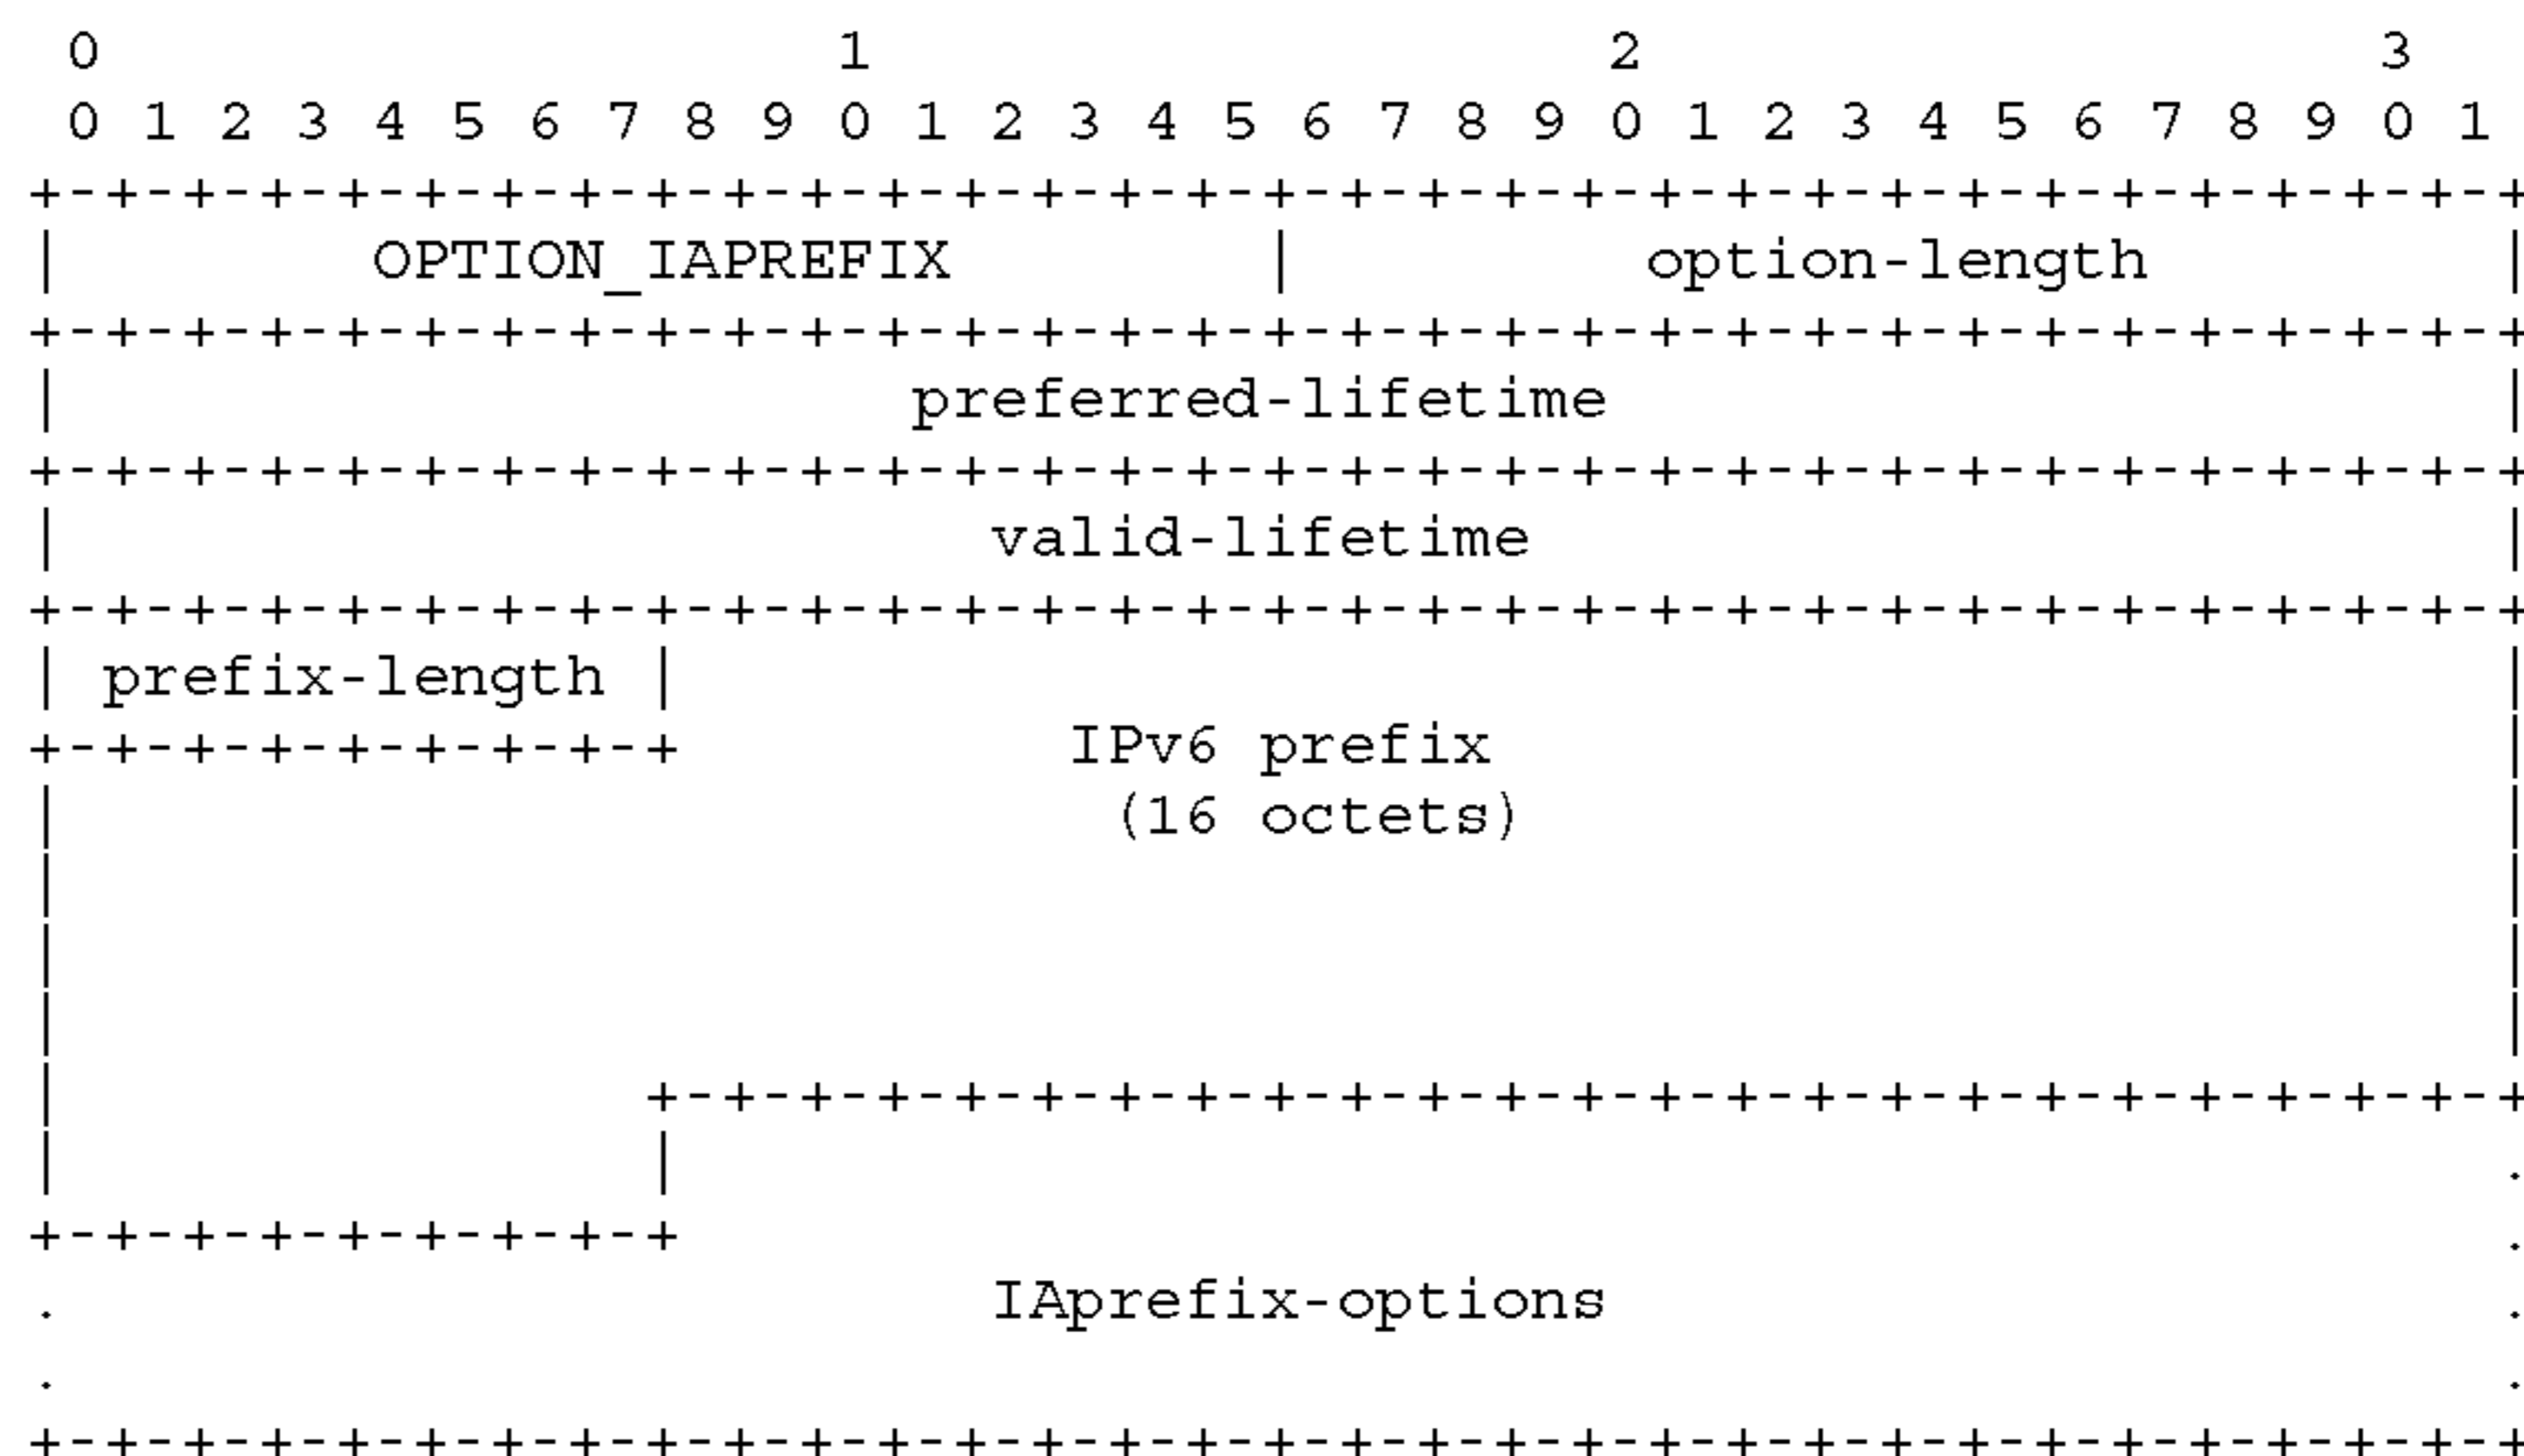 0                   1                   2                   3
 0 1 2 3 4 5 6 7 8 9 0 1 2 3 4 5 6 7 8 9 0 1 2 3 4 5 6 7 8 9 0 1
+-+-+-+-+-+-+-+-+-+-+-+-+-+-+-+-+-+-+-+-+-+-+-+-+-+-+-+-+-+-+-+-+
|        OPTION_IAPREFIX        |         option-length         |
+-+-+-+-+-+-+-+-+-+-+-+-+-+-+-+-+-+-+-+-+-+-+-+-+-+-+-+-+-+-+-+-+
|                      preferred-lifetime                       |
+-+-+-+-+-+-+-+-+-+-+-+-+-+-+-+-+-+-+-+-+-+-+-+-+-+-+-+-+-+-+-+-+
|                        valid-lifetime                         |
+-+-+-+-+-+-+-+-+-+-+-+-+-+-+-+-+-+-+-+-+-+-+-+-+-+-+-+-+-+-+-+-+
| prefix-length |                                               |
+-+-+-+-+-+-+-+-+          IPv6 prefix                          |
|                           (16 octets)                         |
|                                                               |
|                                                               |
|                                                               |
|               +-+-+-+-+-+-+-+-+-+-+-+-+-+-+-+-+-+-+-+-+-+-+-+-+
|               |                                               .
+-+-+-+-+-+-+-+-+                                               .
.                        IAprefix-options                       .
.                                                               .
+-+-+-+-+-+-+-+-+-+-+-+-+-+-+-+-+-+-+-+-+-+-+-+-+-+-+-+-+-+-+-+-+